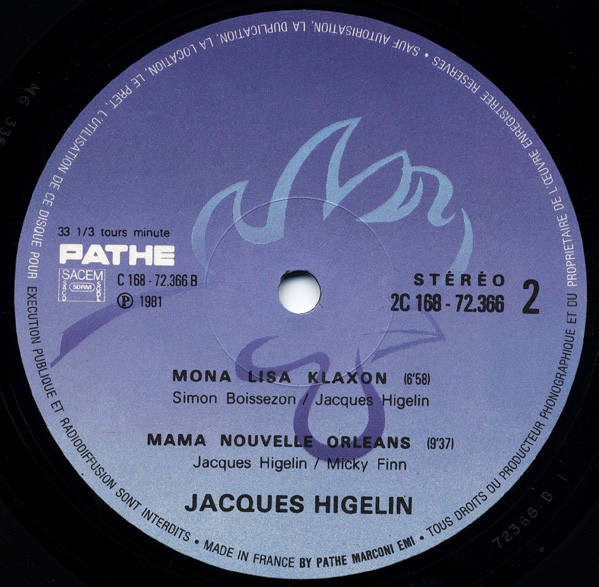 • SAUF AUTORISATION, LA DUPLICATION, LA LOCATION, LE PRET, L'UTILISATION DE CE DISQUE POUR EXECUTION PUBLIQUE ET RADIODIFFUSION SONT INTERDITS • MADE IN FRANCE BY PATHE MARCONI EMI • TOUS DROITS DU PRODUCTEUR PHONOGRAPHIQUE ET DU PROPRIETAIRE DE L'ŒUVRE ENREGISTREE RESERVES
33 1/3 tours minute
PATHE
SACEM
SDRM
C 168 - 72.366 B
Ⓟ 1981
STÉRÉO
2C 168 - 72.366 2
MONA LISA KLAXON (6'58)
Simon Boissezon / Jacques Higelin
MAMA NOUVELLE ORLEANS (9'37)
Jacques Higelin / Micky Finn
JACQUES HIGELIN
72366 B 1